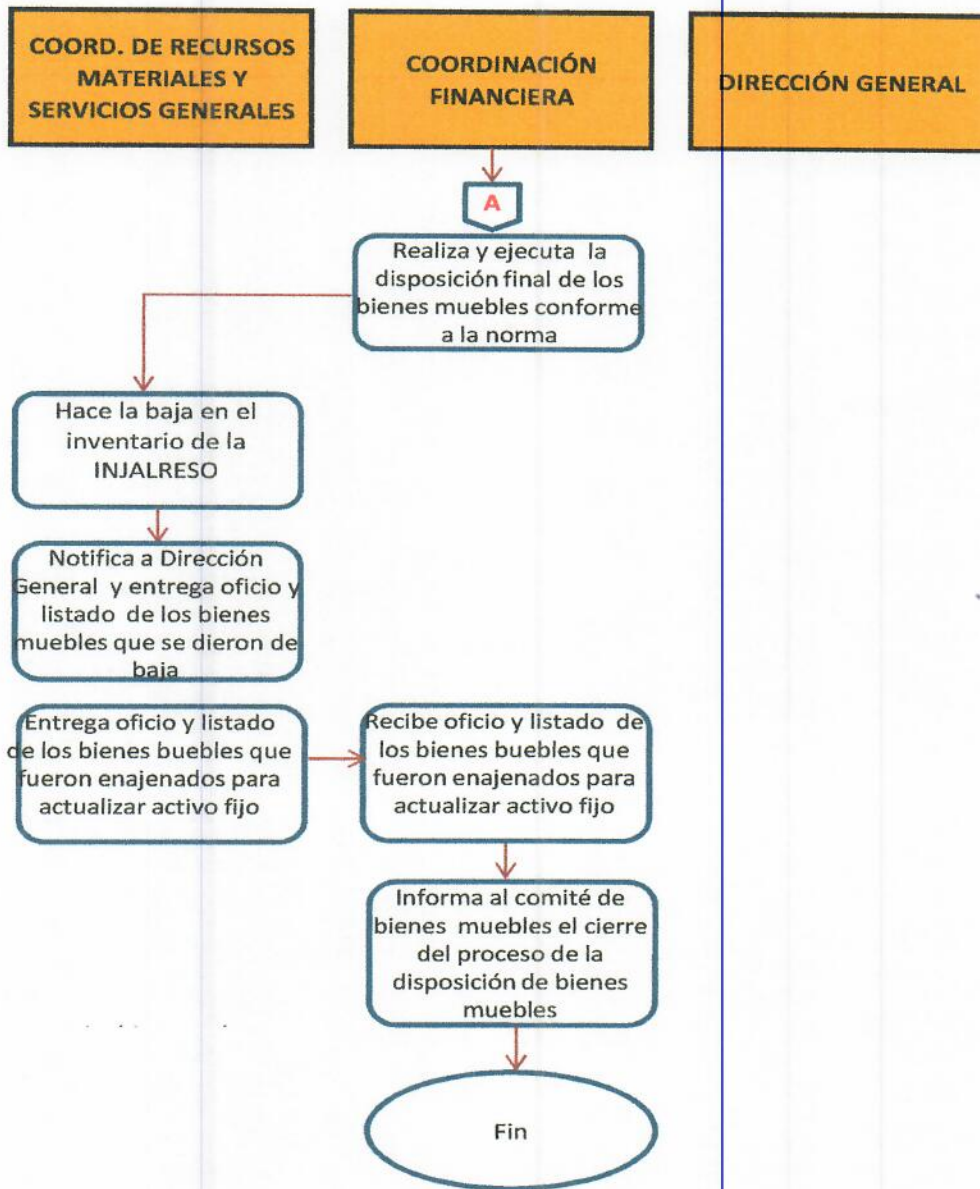 COORD. DE RECURSOS
MATERIALES Y
SERVICIOS GENERALES
COORDINACIÓN
FINANCIERA
DIRECCIÓN GENERAL
A
Realiza y ejecuta la
disposición final de los
bienes muebles conforme
a la norma
Hace la baja en el
inventario de la
INJALRESO
Notifica a Dirección
General y entrega oficio y
listado de los bienes
muebles que se dieron de
baja
Entrega oficio y listado
de los bienes buebles que
fueron enajenados para
actualizar activo fijo
Recibe oficio y listado de
los bienes buebles que
fueron enajenados para
actualizar activo fijo
Informa al comité de
bienes muebles el cierre
del proceso de la
disposición de bienes
muebles
Fin